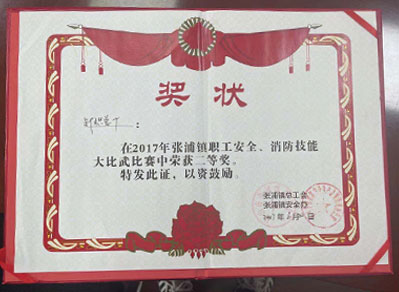 奖状
在2017年张浦镇职工安全、消防技能
大比武比赛中荣获二等奖。
特发此证，以资鼓励。
张浦镇总工会
张浦镇安全办